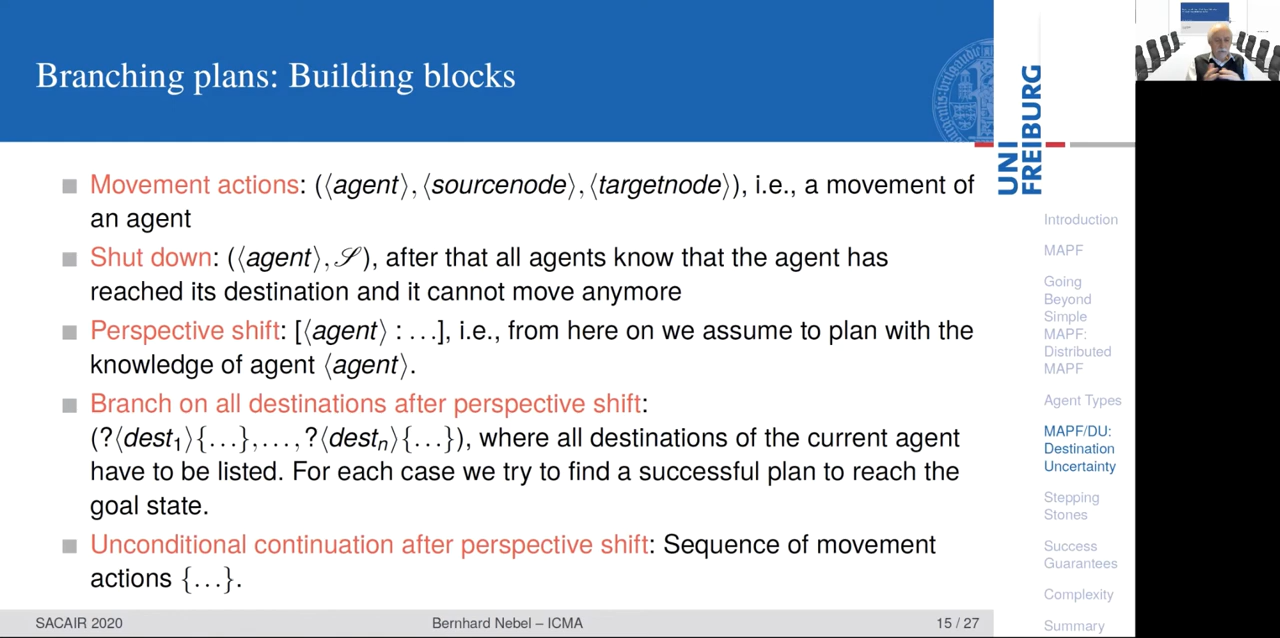 Branching plans: Building blocks
UNI
FREIBURG
Movement actions: (⟨agent⟩, ⟨sourcenode⟩, ⟨targetnode⟩), i.e., a movement of
an agent
Shut down: (⟨agent⟩, 𝒮), after that all agents know that the agent has
reached its destination and it cannot move anymore
Perspective shift: [⟨agent⟩ : ...], i.e., from here on we assume to plan with the
knowledge of agent ⟨agent⟩.
Branch on all destinations after perspective shift:
(?⟨dest₁⟩{...},...,?⟨destₙ⟩{...}), where all destinations of the current agent
have to be listed. For each case we try to find a successful plan to reach the
goal state.
Unconditional continuation after perspective shift: Sequence of movement
actions {...}.
Introduction
MAPF
Going
Beyond
Simple
MAPF:
Distributed
MAPF
Agent Types
MAPF/DU:
Destination
Uncertainty
Stepping
Stones
Success
Guarantees
Complexity
Summary
SACAIR 2020
Bernhard Nebel – ICMA
15 / 27